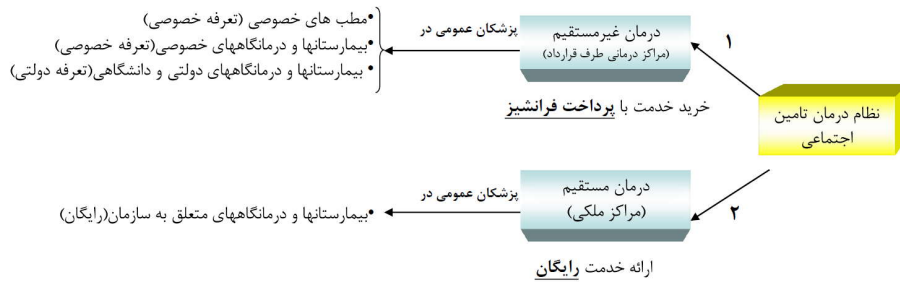 نظام درمان تامین
اجتماعی
۱
درمان غیرمستقیم
(مراکز درمانی طرف قرارداد)
خرید خدمت با پرداخت فرانشیز
پزشکان عمومی در
•مطب های خصوصی (تعرفه خصوصی)
•بیمارستانها و درمانگاههای خصوصی(تعرفه خصوصی)
• بیمارستانها و درمانگاههای دولتی و دانشگاهی(تعرفه دولتی)
۲
درمان مستقیم
(مراکز ملکی)
ارائه خدمت رایگان
پزشکان عمومی در
•بیمارستانها و درمانگاههای متعلق به سازمان(رایگان)